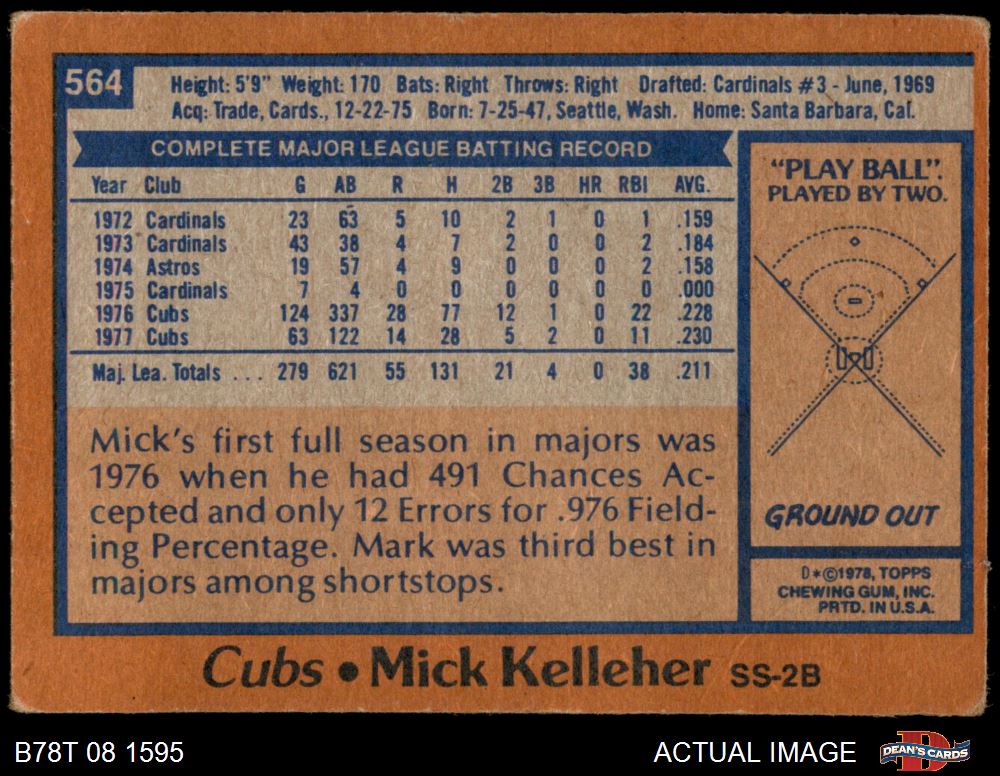 564
Height: 5'9" Weight: 170 Bats: Right Throws: Right Drafted: Cardinals #3 - June, 1969
Acq: Trade, Cards., 12-22-75 Born: 7-25-47, Seattle, Wash. Home: Santa Barbara, Cal.
COMPLETE MAJOR LEAGUE BATTING RECORD
Year Club G AB R H 2B 3B HR RBI AVG.
1972 Cardinals 23 63 5 10 2 1 0 1 .159
1973 Cardinals 43 38 4 7 2 0 0 2 .184
1974 Astros 19 57 4 9 0 0 0 2 .158
1975 Cardinals 7 4 0 0 0 0 0 0 .000
1976 Cubs 124 337 28 77 12 1 0 22 .228
1977 Cubs 63 122 14 28 5 2 0 11 .230
Maj. Lea. Totals ... 279 621 55 131 21 4 0 38 .211
Mick's first full season in majors was
1976 when he had 491 Chances Ac-
cepted and only 12 Errors for .976 Field-
ing Percentage. Mark was third best in
majors among shortstops.
"PLAY BALL".
PLAYED BY TWO.
GROUND OUT
D*©1978, TOPPS
CHEWING GUM, INC.
PRTD. IN U.S.A.
Cubs • Mick Kelleher SS-2B
B78T 08 1595
ACTUAL IMAGE
DEAN'S CARDS